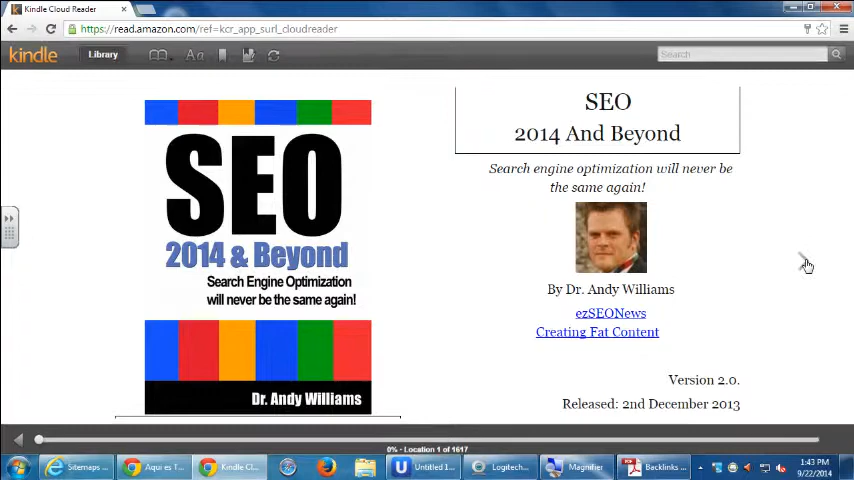 Kindle Cloud Reader
https://read.amazon.com/ref=kcr_app_surl_cloudreader
kindle
Library
Aa
Search
SEO
2014 & Beyond
Search Engine Optimization
will never be the same again!
Dr. Andy Williams
SEO
2014 And Beyond
Search engine optimization will never be
the same again!
By Dr. Andy Williams
ezSEONews
Creating Fat Content
Version 2.0.
Released: 2nd December 2013
0% - Location 1 of 1617
Sitemaps ...
Aqui es T...
Kindle Cl...
Untitled 1...
Logitech...
Magnifier
Backlinks ...
1:43 PM
9/22/2014